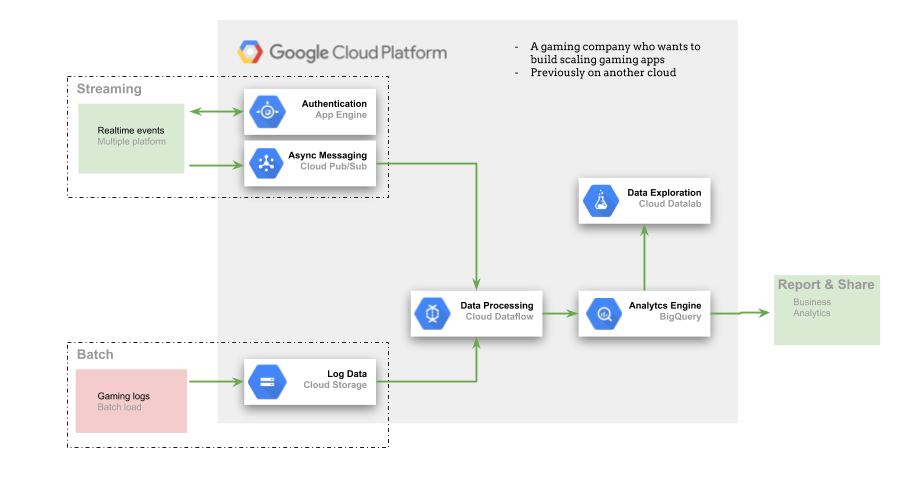 Google Cloud Platform
- A gaming company who wants to
build scaling gaming apps
- Previously on another cloud
Streaming
Realtime events
Multiple platform
Authentication
App Engine
Async Messaging
Cloud Pub/Sub
Data Exploration
Cloud Datalab
Data Processing
Cloud Dataflow
Analytcs Engine
BigQuery
Report & Share
Business
Analytics
Batch
Gaming logs
Batch load
Log Data
Cloud Storage